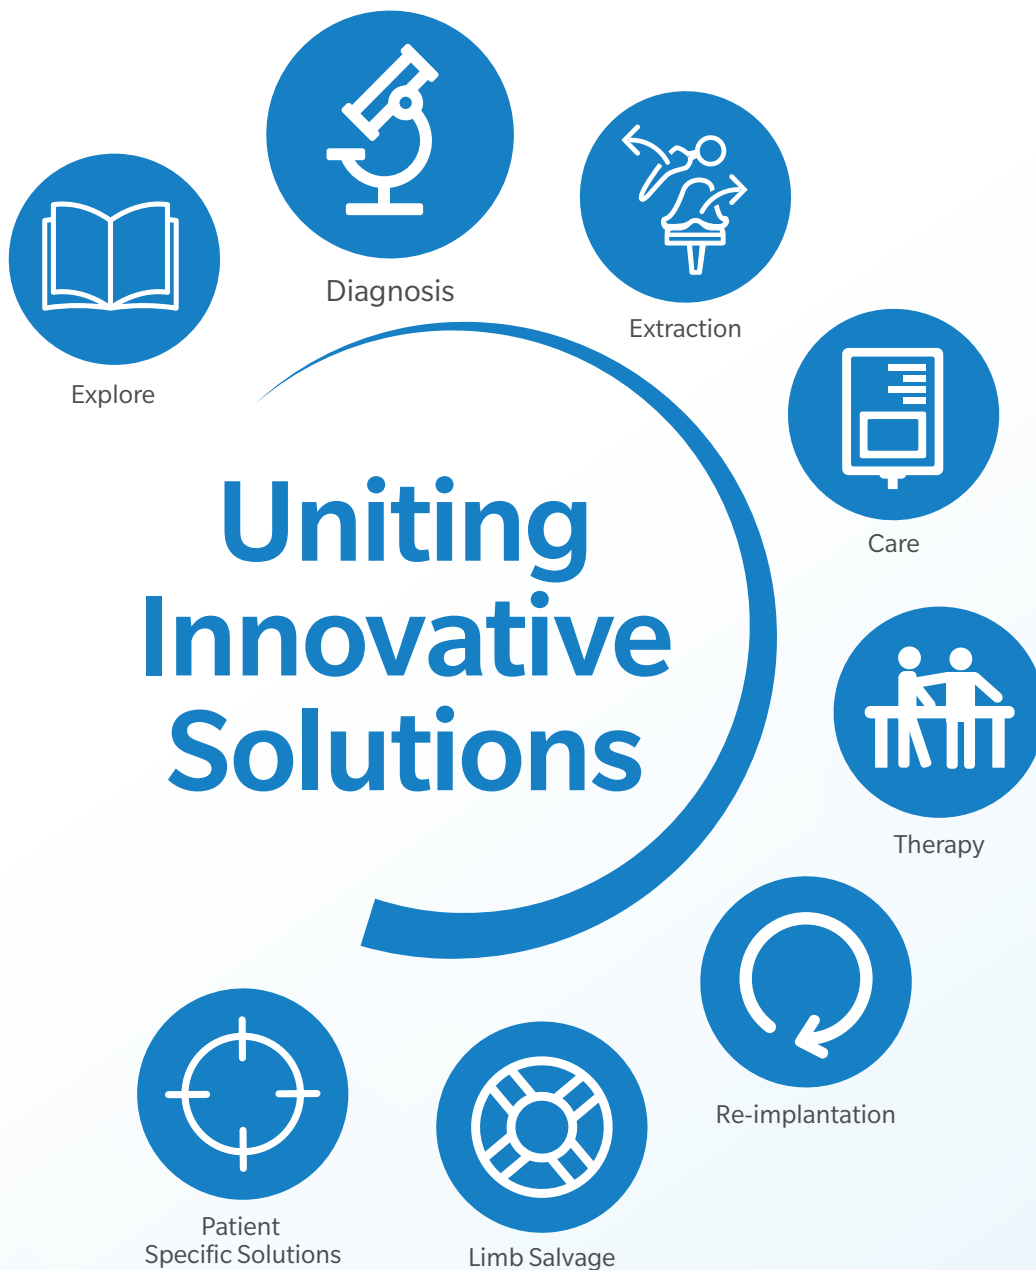 Diagnosis
Extraction
Explore
Care
Uniting
Innovative
Solutions
Therapy
Re-implantation
Patient
Specific Solutions
Limb Salvage